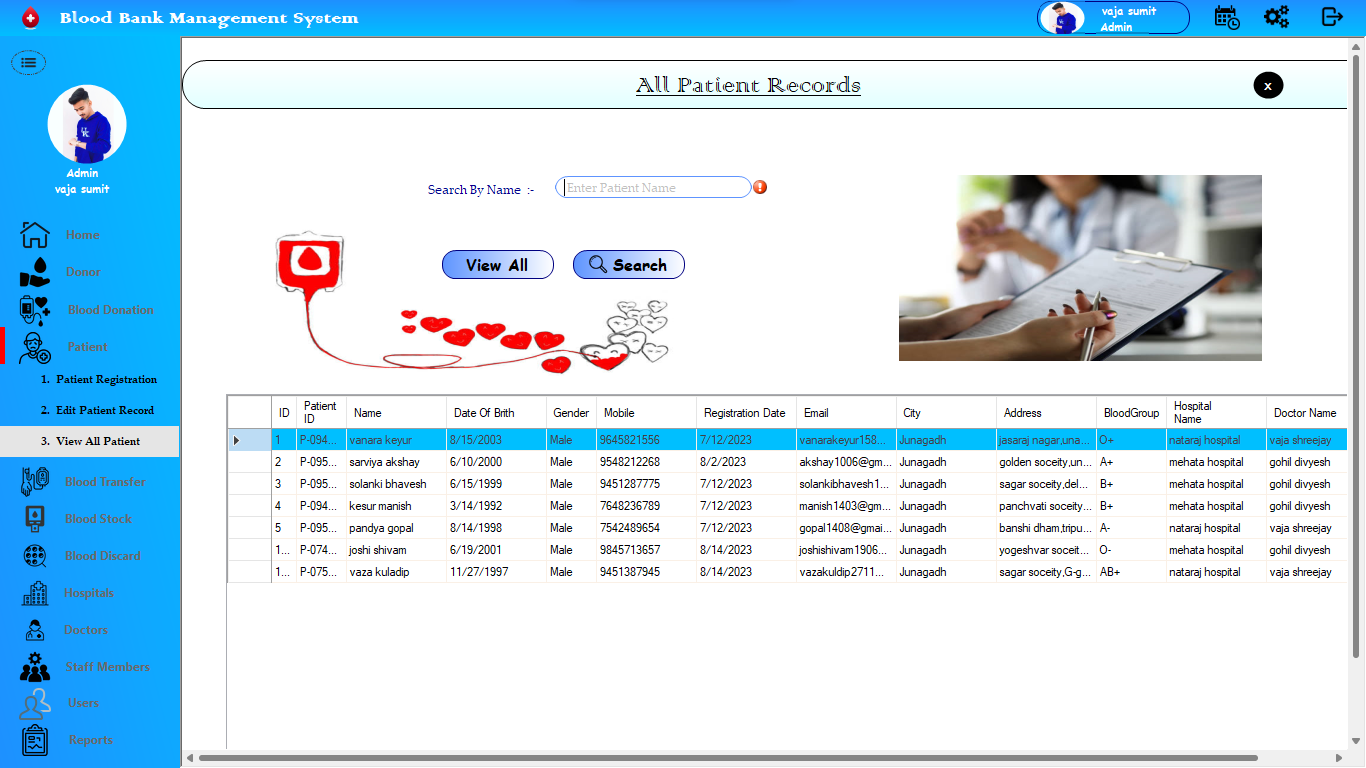 Blood Bank Management System
vaja sumit
Admin
All Patient Records
x
Admin
vaja sumit
Home
Donor
Blood Donation
Patient
1. Patient Registration
2. Edit Patient Record
3. View All Patient
Blood Transfer
Blood Stock
Blood Discard
Hospitals
Doctors
Staff Members
Users
Reports
Search By Name :-
Enter Patient Name
View All
Search
ID Patient ID Name Date Of Brith Gender Mobile Registration Date Email City Address BloodGroup Hospital Name Doctor Name
1 P-094... vanara keyur 8/15/2003 Male 9645821556 7/12/2023 vanarakeyur158... Junagadh jasaraj nagar,una... O+ nataraj hospital vaja shreejay
2 P-095... sarviya akshay 6/10/2000 Male 9548212268 8/2/2023 akshay1006@gm... Junagadh golden soceity,un... A+ mehata hospital gohil divyesh
3 P-095... solanki bhavesh 6/15/1999 Male 9451287775 7/12/2023 solankibhavesh1... Junagadh sagar soceity,del... B+ mehata hospital gohil divyesh
4 P-094... kesur manish 3/14/1992 Male 7648236789 7/12/2023 manish1403@gm... Junagadh panchvati soceity... B+ mehata hospital gohil divyesh
5 P-095... pandya gopal 8/14/1998 Male 7542489654 7/12/2023 gopal1408@gmai... Junagadh banshi dham,tripu... A- nataraj hospital vaja shreejay
1... P-074... joshi shivam 6/19/2001 Male 9845713657 8/14/2023 joshishivam1906... Junagadh yogeshvar soceit... O- mehata hospital gohil divyesh
1... P-075... vaza kuladip 11/27/1997 Male 9451387945 8/14/2023 vazakuldip2711... Junagadh sagar soceity,G-g... AB+ nataraj hospital vaja shreejay